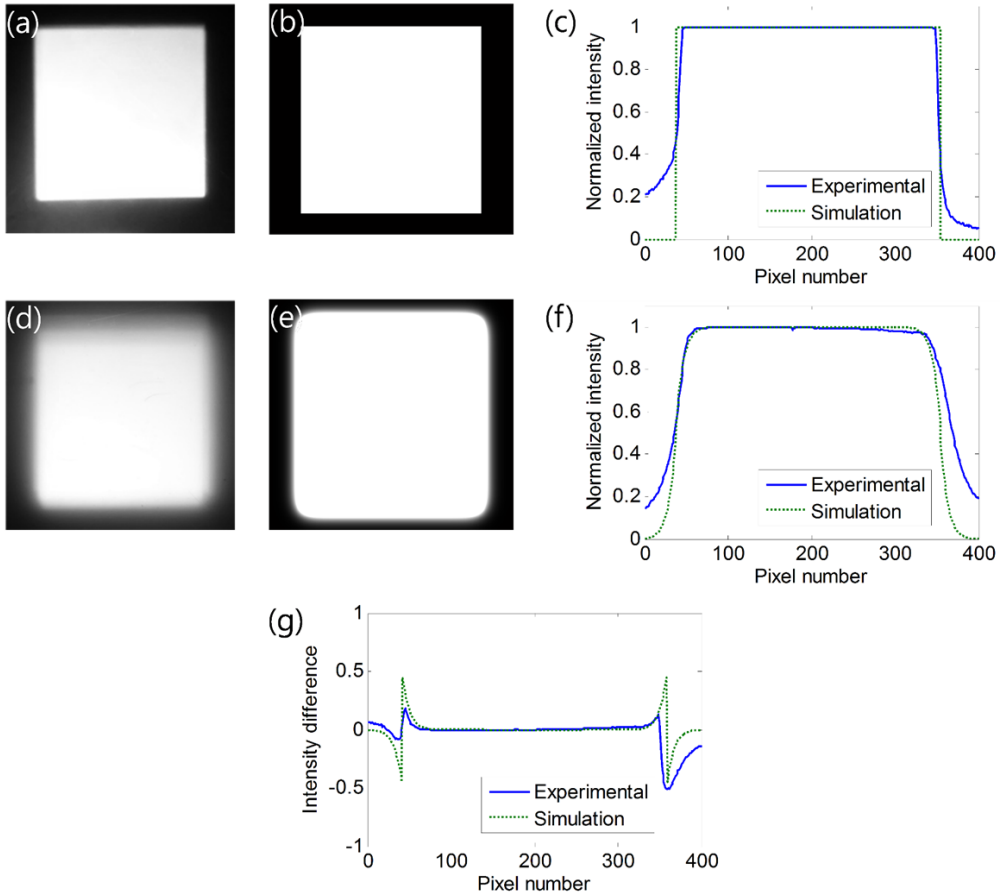 (a)
(b)
(c)
Normalized intensity
1
0.8
0.6
0.4
0.2
0
Experimental
Simulation
0
100
200
300
400
Pixel number
(d)
(e)
(f)
Normalized intensity
1
0.8
0.6
0.4
0.2
0
Experimental
Simulation
0
100
200
300
400
Pixel number
(g)
Intensity difference
1
0.5
0
-0.5
-1
Experimental
Simulation
0
100
200
300
400
Pixel number